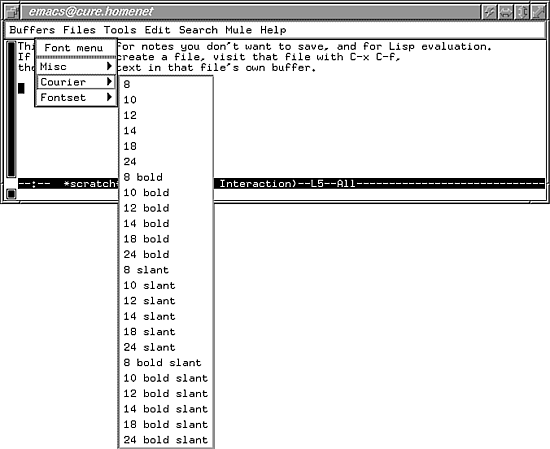 emacs@cure.homenet
Buffers Files Tools Edit Search Mule Help
Thi for notes you don't want to save, and for Lisp evaluation.
If create a file, visit that file with C-x C-f,
the text in that file's own buffer.
Font menu
Misc
Courier
Fontset
8
10
12
14
18
24
8 bold
10 bold
12 bold
14 bold
18 bold
24 bold
8 slant
10 slant
12 slant
14 slant
18 slant
24 slant
8 bold slant
10 bold slant
12 bold slant
14 bold slant
18 bold slant
24 bold slant
--:-- *scratch Interaction)--L5--All----------------------------